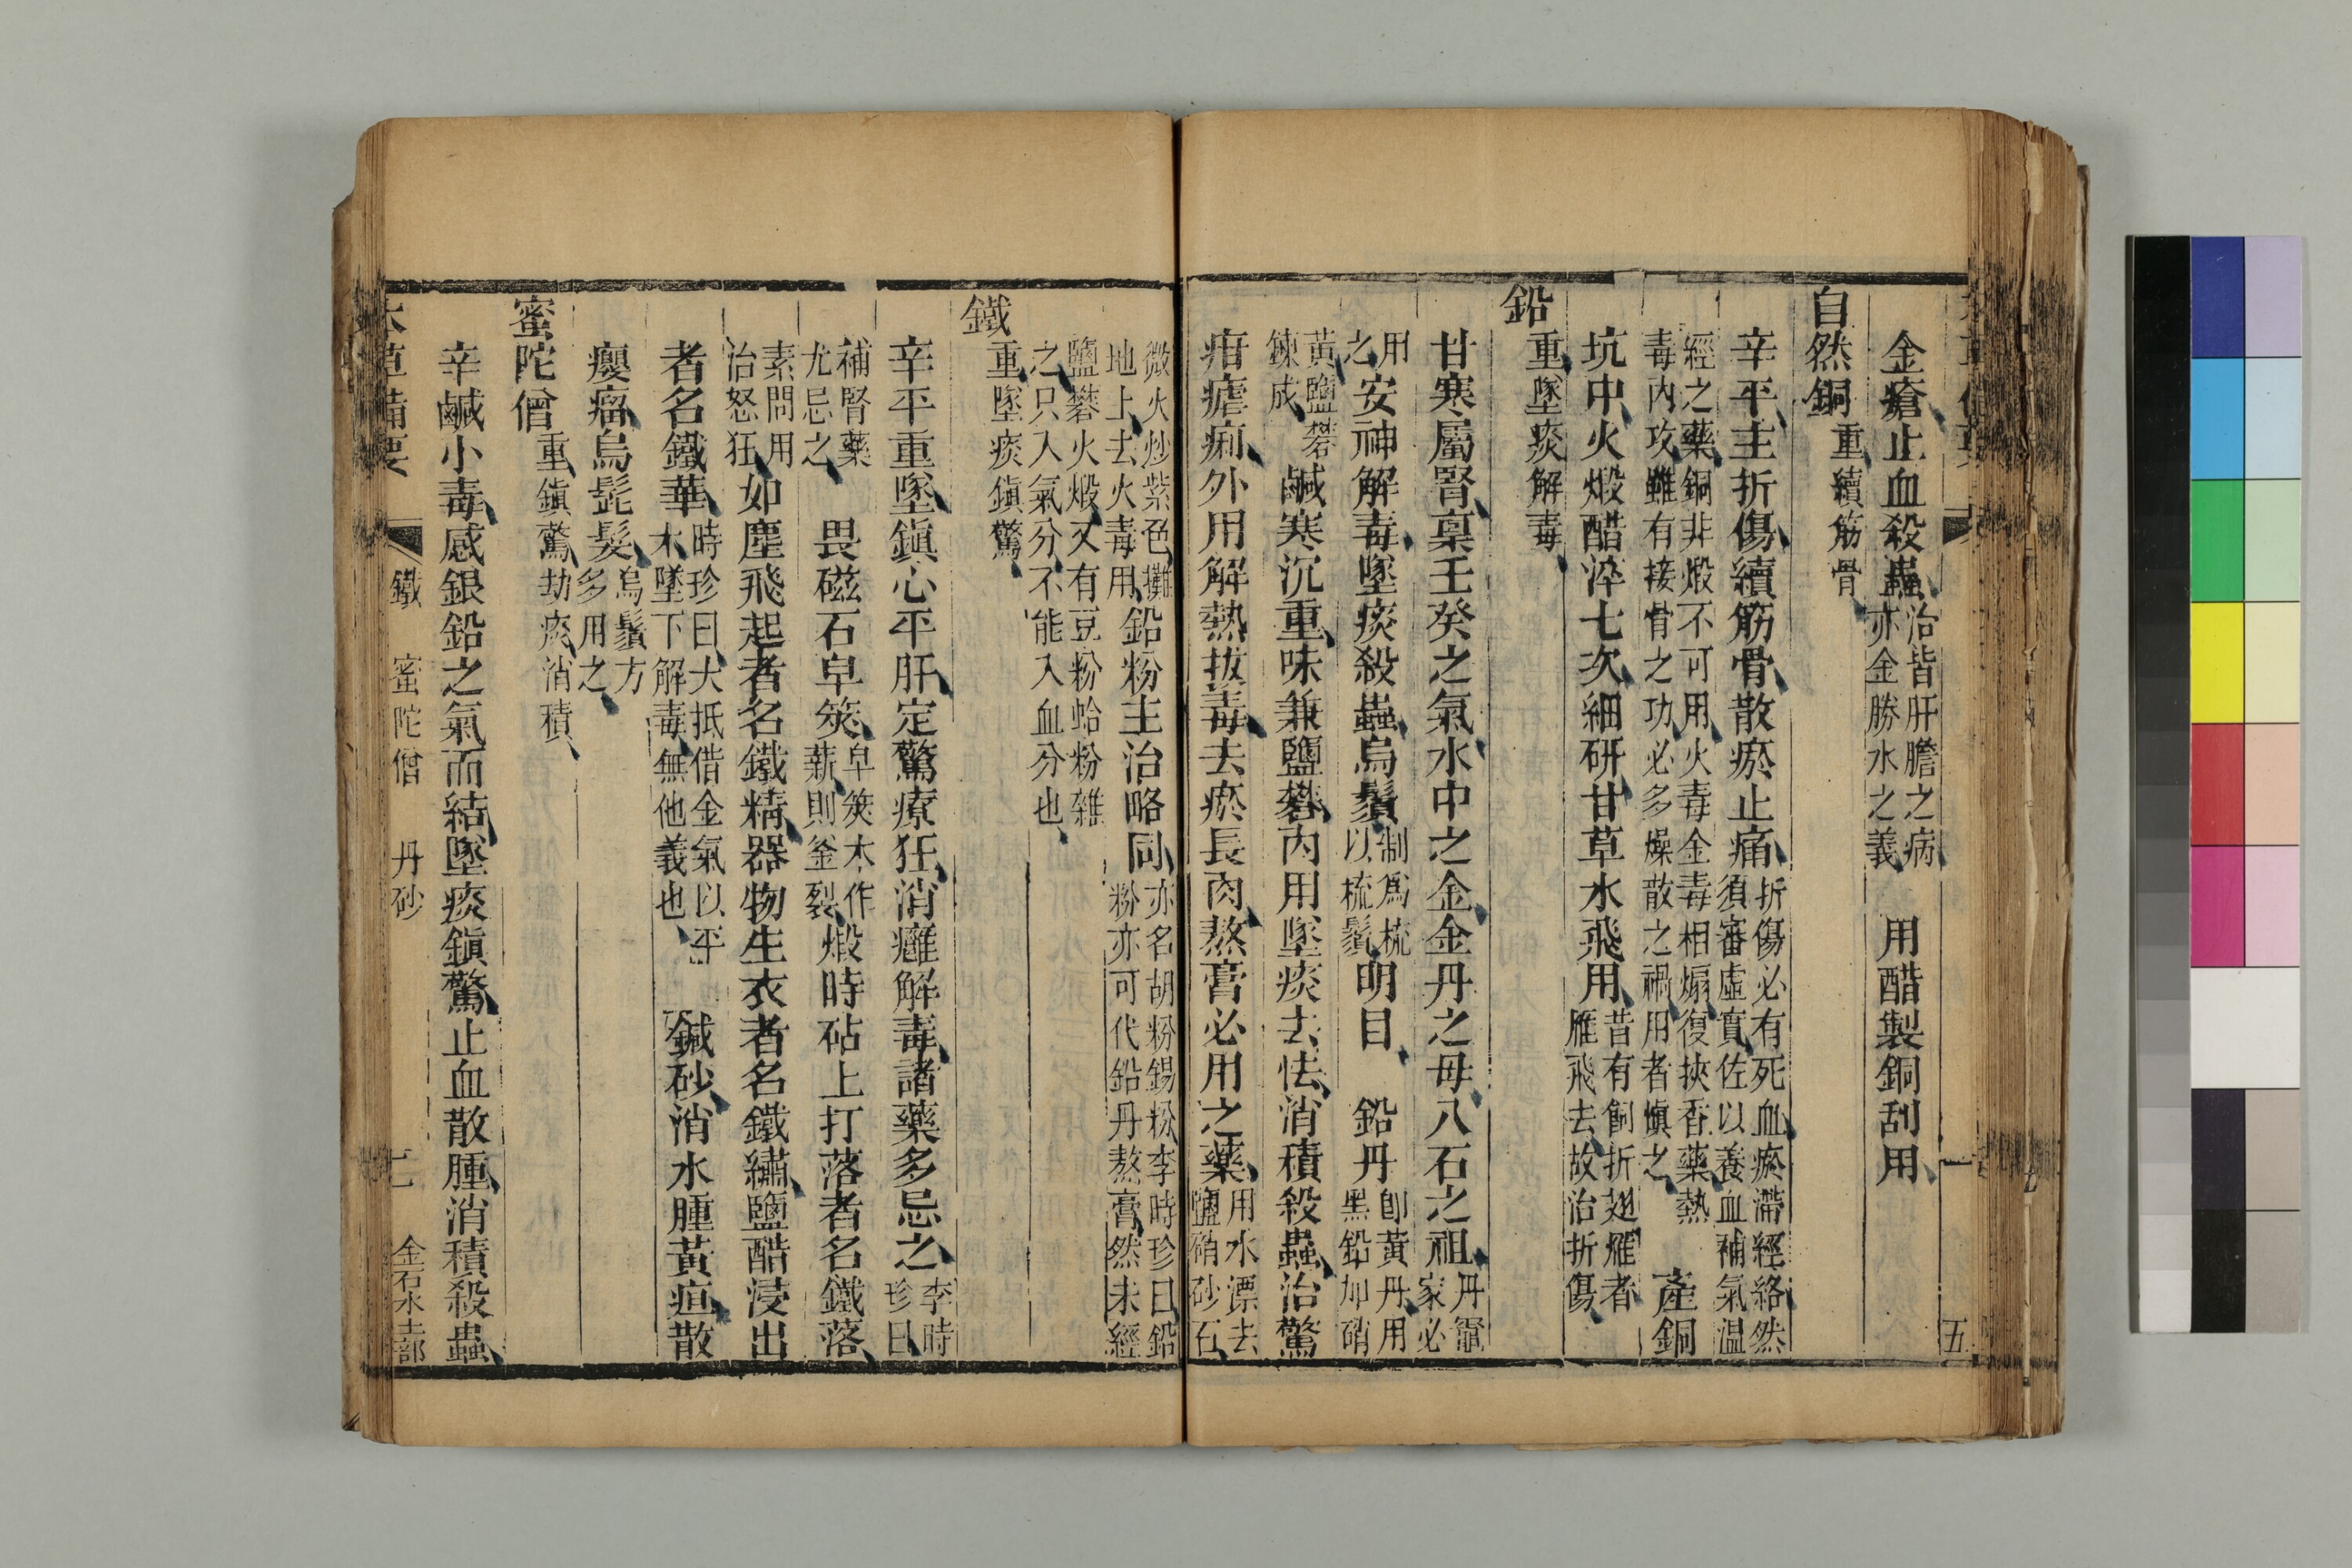 金瘡止血殺蟲治皆肝膽之病亦金勝水之義　用醋製銅刮用
自然銅重續筋骨
辛平主折傷續筋骨散瘀止痛折傷必有死血瘀滯經絡然須審虛實佐以養血補氣温
經之藥銅非煅不可用火毒金毒相煽復挾香藥熱毒内攻雖有接骨之功必多燥散之禍用者愼之　產銅
坑中火煅醋淬七次細研甘草水飛用昔有飼折翅雁者雁飛去故治折傷
鉛重墜痰解毒
甘寒屬腎稟壬癸之氣水中之金金丹之母八石之祖丹竈家必
用之安神解毒墜痰殺蟲烏鬚制爲梳以梳鬚明目　鉛丹卽黃丹用黑鉛加硝
黃鹽礬鍊成鹹寒沉重味兼鹽礬内用墜痰去怯消積殺蟲治驚
疳瘧痢外用解熱拔毒去瘀長肉熬膏必用之藥用水漂去鹽硝砂石
微火炒紫色攤地上去火毒用鉛粉主治略同亦名胡粉錫粉李時珍曰鉛粉亦可代鉛丹熬膏然未經
鹽礬火煅又有豆粉蛤粉雜之只入氣分不能入血分也
鐵重墜痰鎭驚
辛平重墜鎭心平肝定驚療狂消癰解毒諸藥多忌之李時珍曰
補腎藥尤忌之　畏磁石皁筴皁筴木作薪則釜裂煅時砧上打落者名鐵落
素問用治怒狂如塵飛起者名鐵精器物生衣者名鐵繡鹽醋浸出
者名鐵華時珍曰大抵借金氣以平木墜下解毒無他義也　鍼砂消水腫黃疸散
癭瘤烏髭髮烏鬚方多用之
蜜陀僧重鎭驚劫痰消積
辛鹹小毒感銀鉛之氣而結墜痰鎭驚止血散腫消積殺蟲
本草備要　鐵　蜜陀僧　丹砂　七　金石水土部